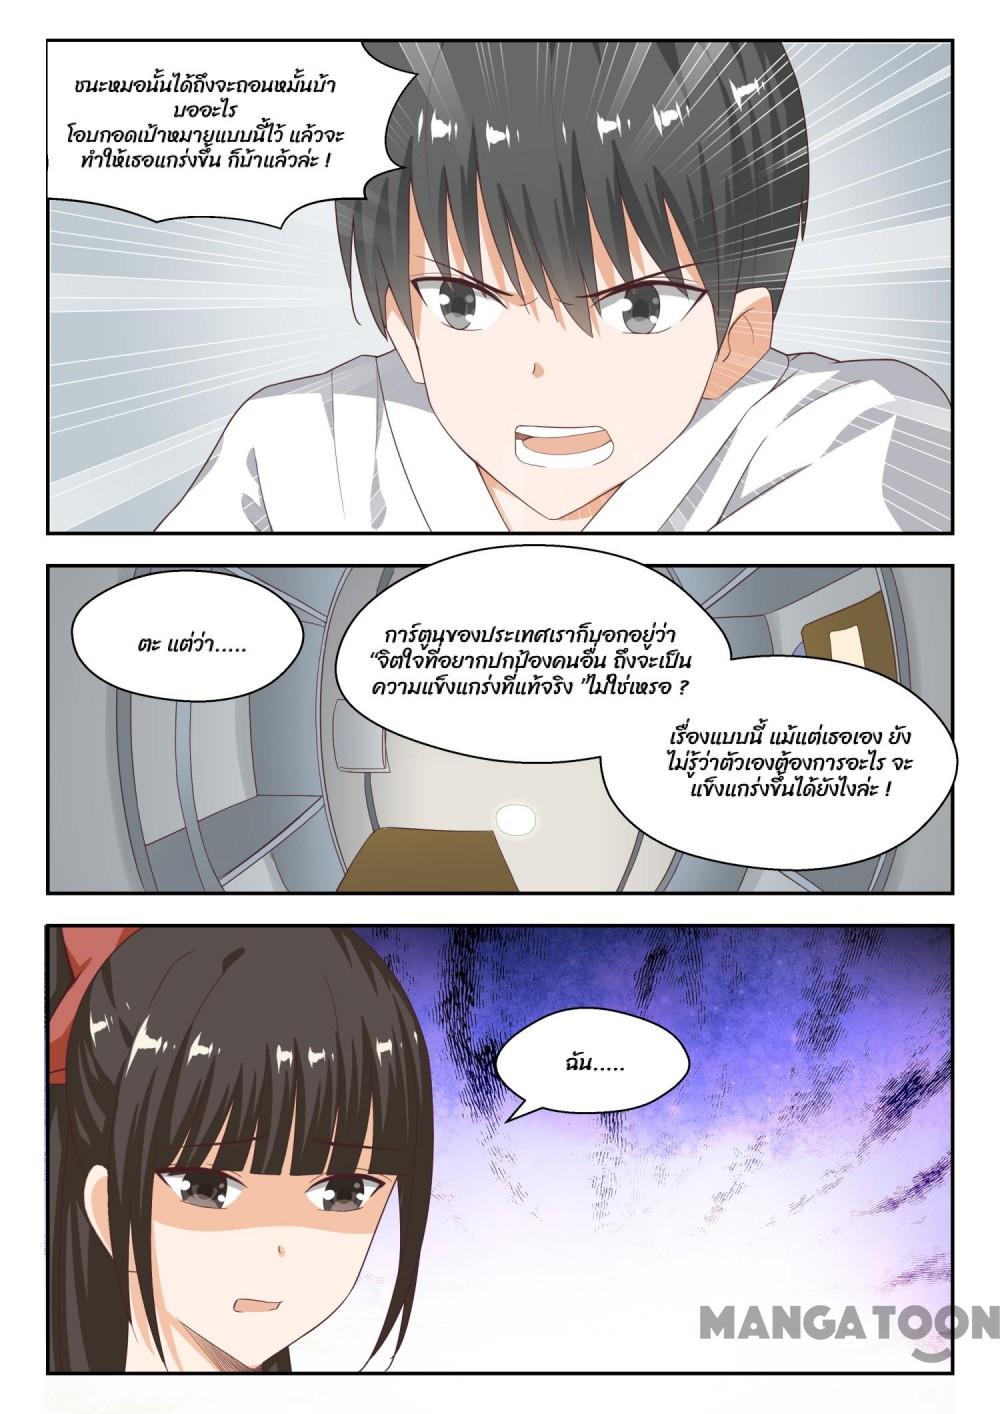 ชนะหมอนั้นได้ถึงจะถอนหมั้นบ้า
บออะไร
โอบกอดเป้าหมายแบบนี้ไว้ แล้วจะ
ทำให้เธอแกร่งขึ้น ก็บ้าแล้วล่ะ !
ตะ แต่ว่า.....
การ์ตูนของประเทศเราก็บอกอยู่ว่า
“จิตใจที่อยากปกป้องคนอื่น ถึงจะเป็น
ความแข็งแกร่งที่แท้จริง ”ไม่ใช่เหรอ ?
เรื่องแบบนี้ แม้แต่เธอเอง ยัง
ไม่รู้ว่าตัวเองต้องการอะไร จะ
แข็งแกร่งขึ้นได้ยังไงล่ะ !
ฉัน.....
MANGATOON